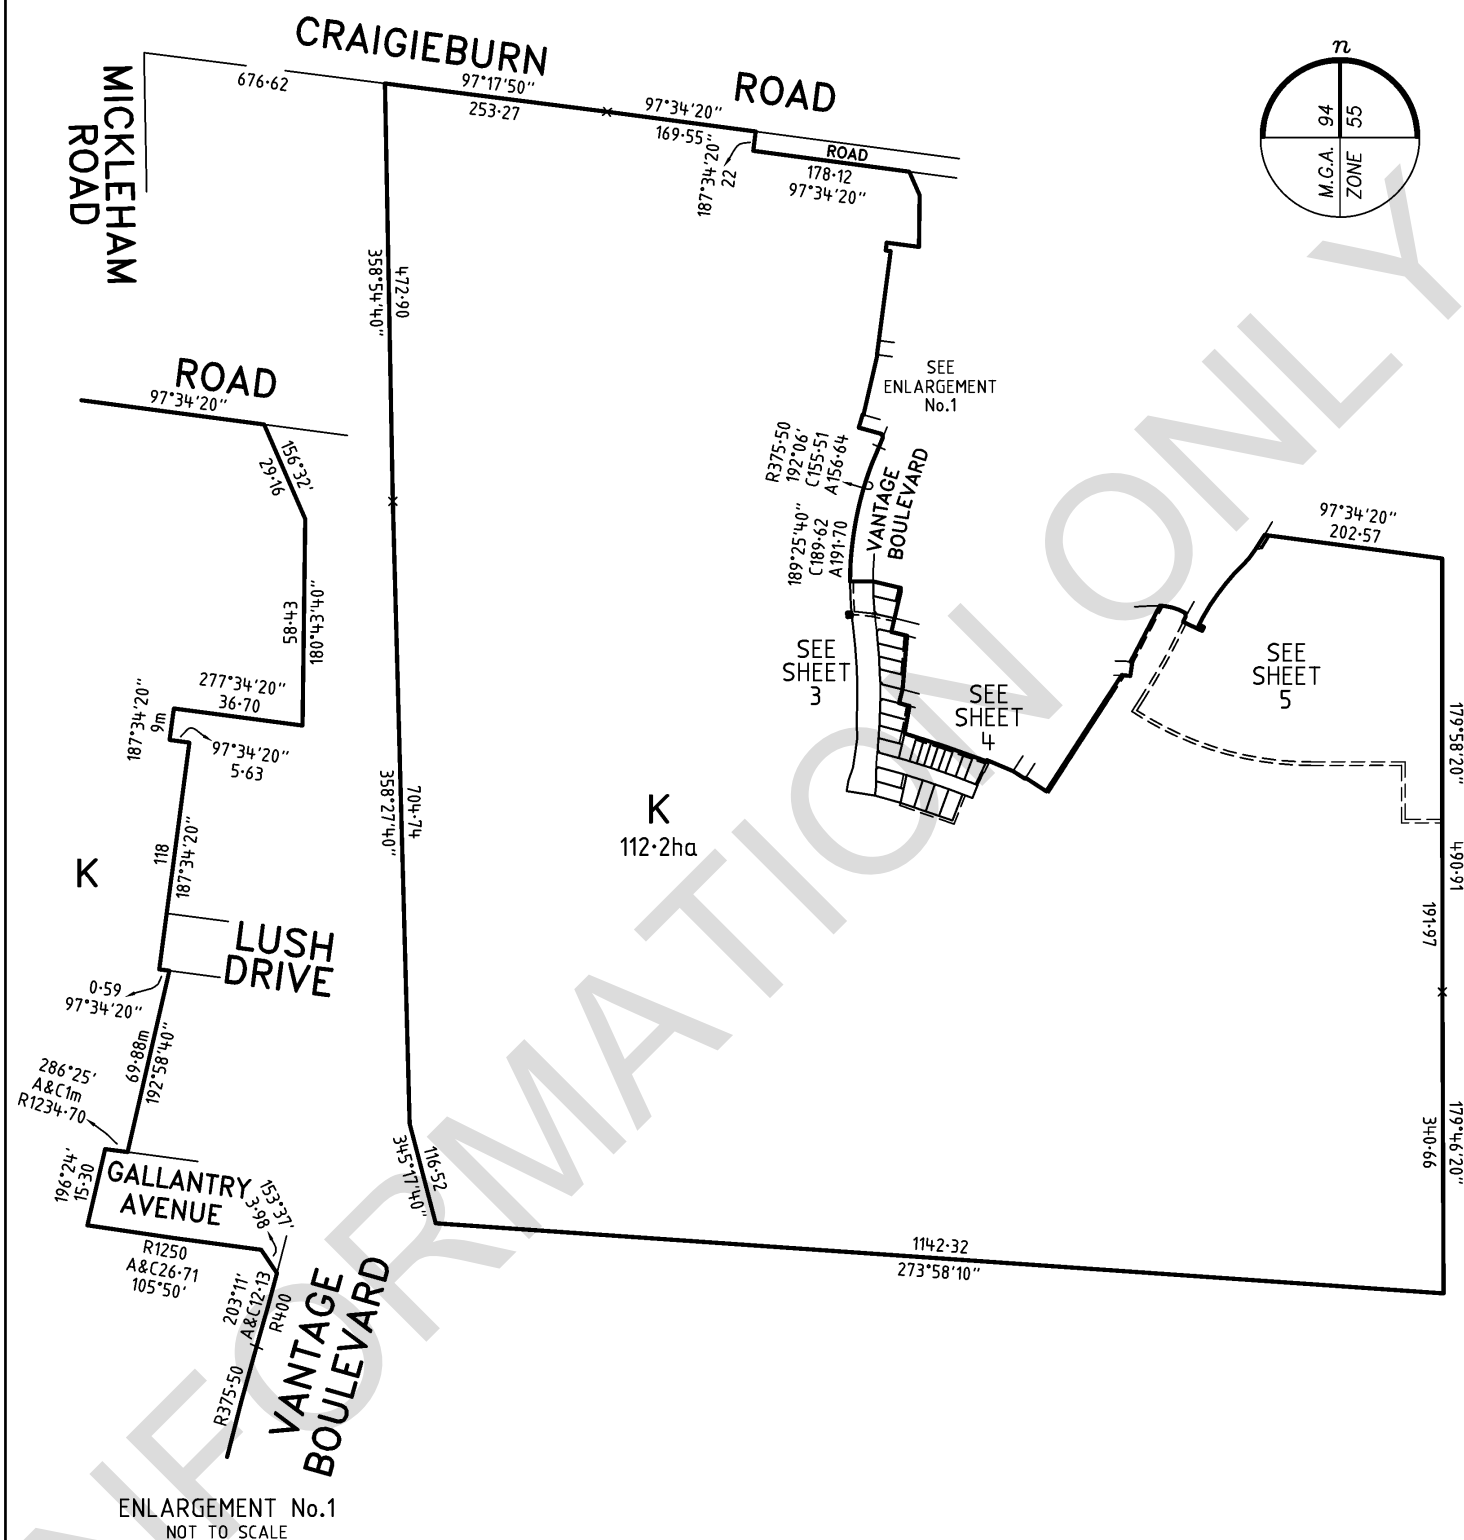 CRAIGIEBURN
ROAD
MICKLEHAM
ROAD
676·62
97°17'50"
253·27
97°34'20"
169·55
187°34'20"
22
ROAD
178·12
97°34'20"
n
M.G.A. 94
ZONE 55
472·90
358°54'40"
SEE
ENLARGEMENT
No.1
R375·50
192°06'
C155·51
A156·64
189°25'40"
C189·62
A191·70
VANTAGE
BOULEVARD
97°34'20"
202·57
SEE
SHEET
3
SEE
SHEET
4
SEE
SHEET
5
179°58'20"
490·91
191·97
179°46'20"
340·66
K
112·2ha
704·74
358°27'40"
116·52
345°17'40"
1142·32
273°58'10"
ROAD
97°34'20"
156°32'
29·16
58·43
180°43'40"
277°34'20"
36·70
187°34'20"
9m
97°34'20"
5·63
118
187°34'20"
K
LUSH
DRIVE
0·59
97°34'20"
69·88m
192°58'40"
286°25'
A&C1m
R1234·70
196°24'
15·30
GALLANTRY
AVENUE
153°37'
3·98
R1250
A&C26·71
105°50'
203°11'
A&C12·13
R400
R375·50
VANTAGE
BOULEVARD
ENLARGEMENT No.1
NOT TO SCALE
INFORMATION ONLY